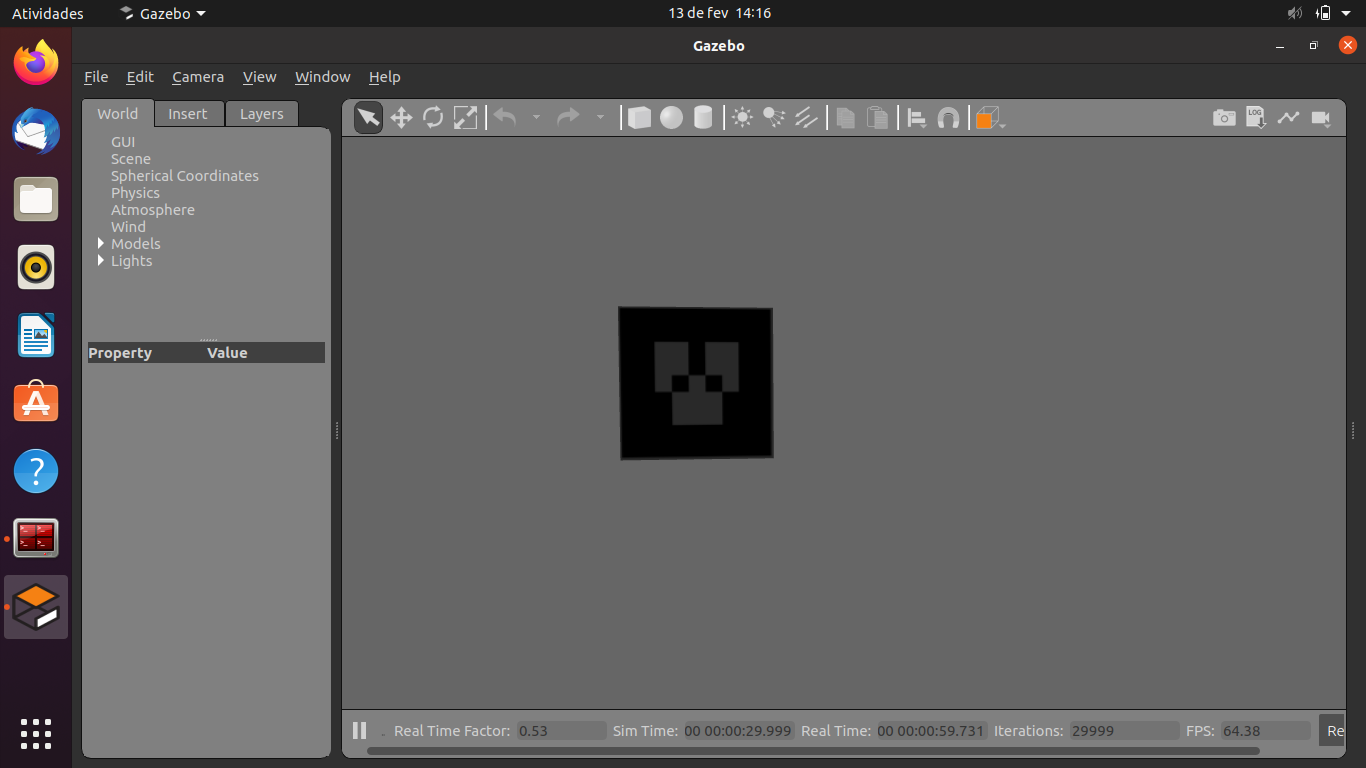 Atividades
Gazebo
13 de fev 14:16
Gazebo
File Edit Camera View Window Help
World Insert Layers
LOG
GUI
Scene
Spherical Coordinates
Physics
Atmosphere
Wind
Models
Lights
Property Value
Real Time Factor: 0.53 Sim Time: 00 00:00:29.999 Real Time: 00 00:00:59.731 Iterations: 29999 FPS: 64.38 Re